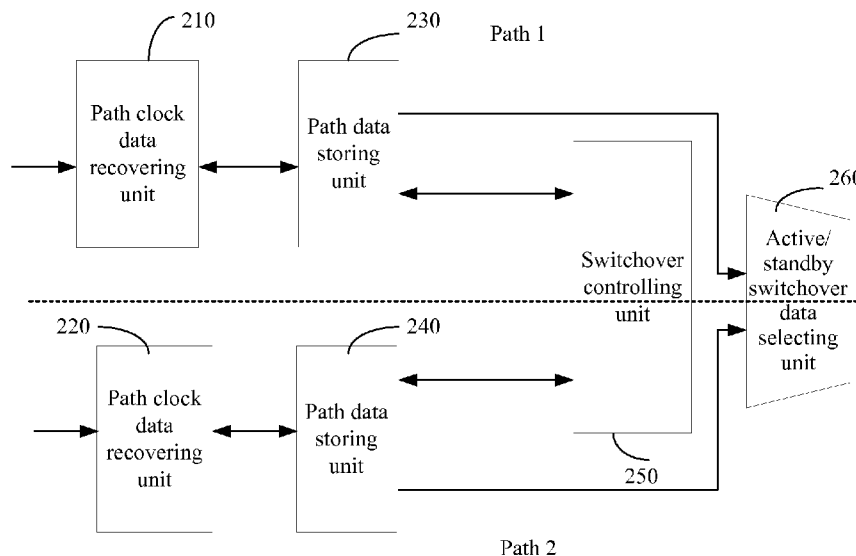 210
230
Path 1
Path clock
data
recovering
unit
Path data
storing
unit
260
Switchover
controlling
unit
Active/
standby
switchover
data
selecting
unit
220
240
Path clock
data
recovering
unit
Path data
storing
unit
250
Path 2